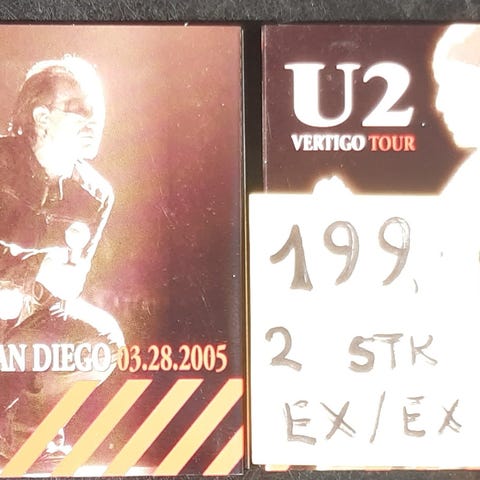 U2
VERTIGO TOUR
AN DIEGO 03.28.2005
199,
2 STK
EX/EX